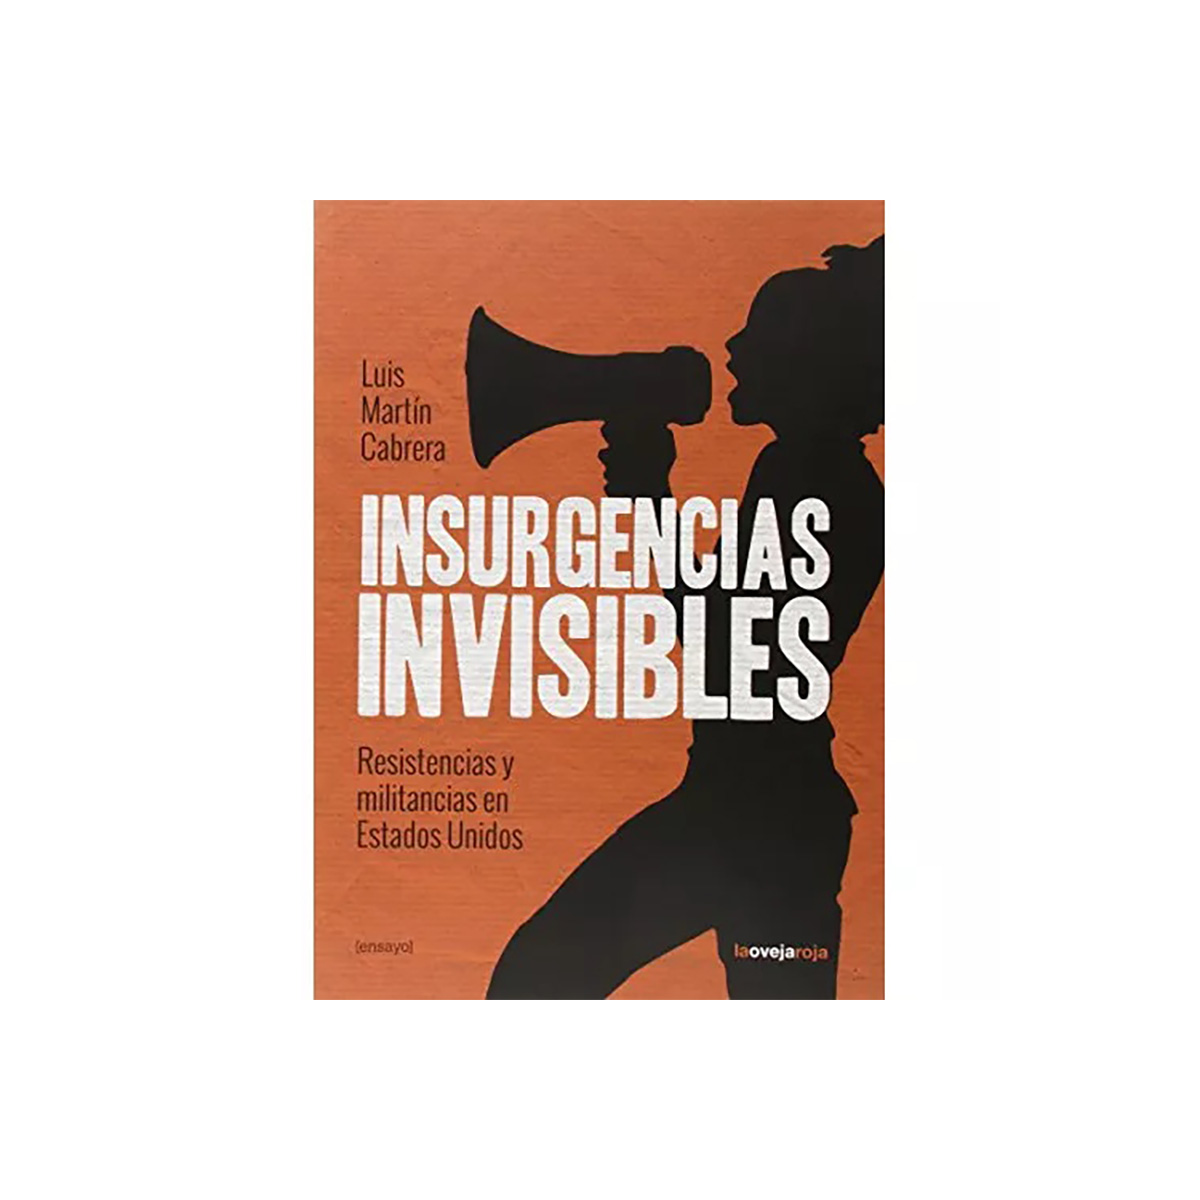 Luis
Martín
Cabrera
INSURGENCIAS
INVISIBLES
Resistencias y
militancias en
Estados Unidos
[ensayo]
laovejaroja